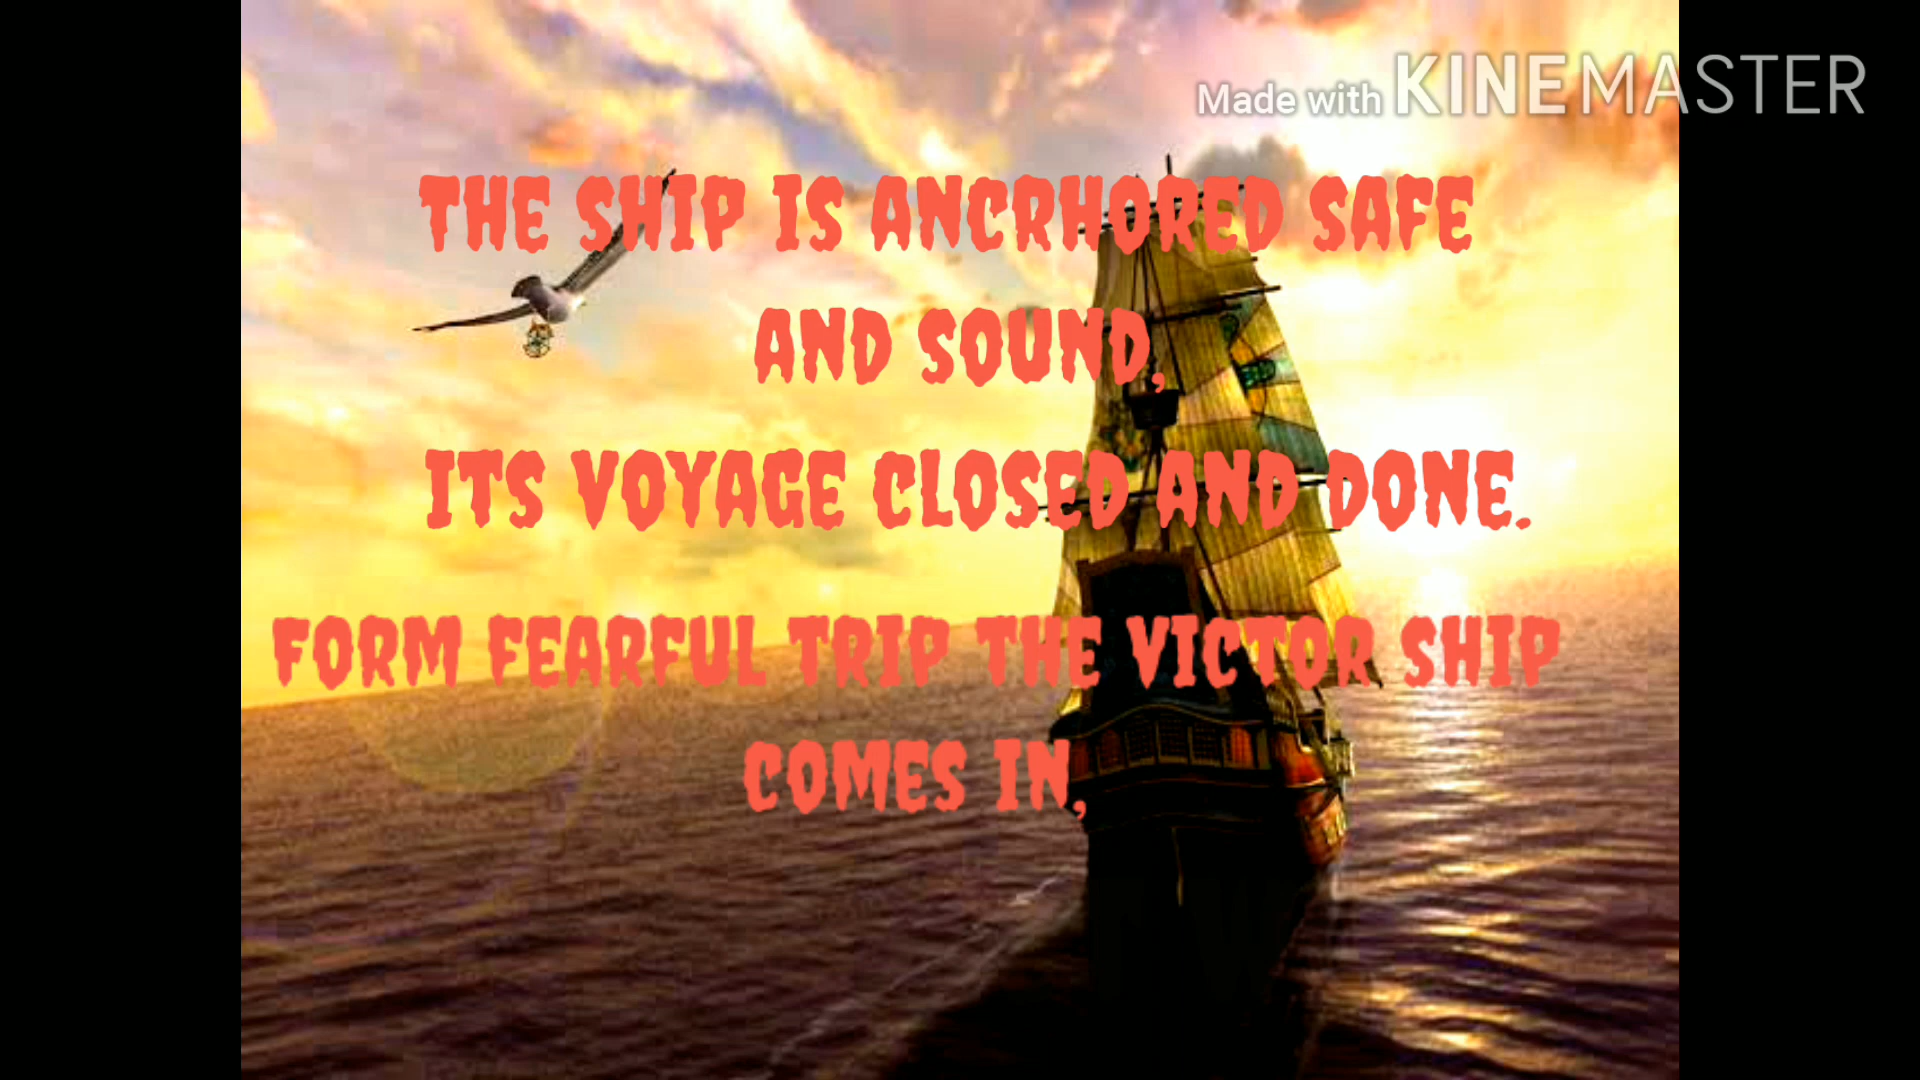 Made with KINEMASTER
THE SHIP IS ANCRHORED SAFE
AND SOUND,
ITS VOYAGE CLOSED AND DONE.
FORM FEARFUL TRIP THE VICTOR SHIP
COMES IN,